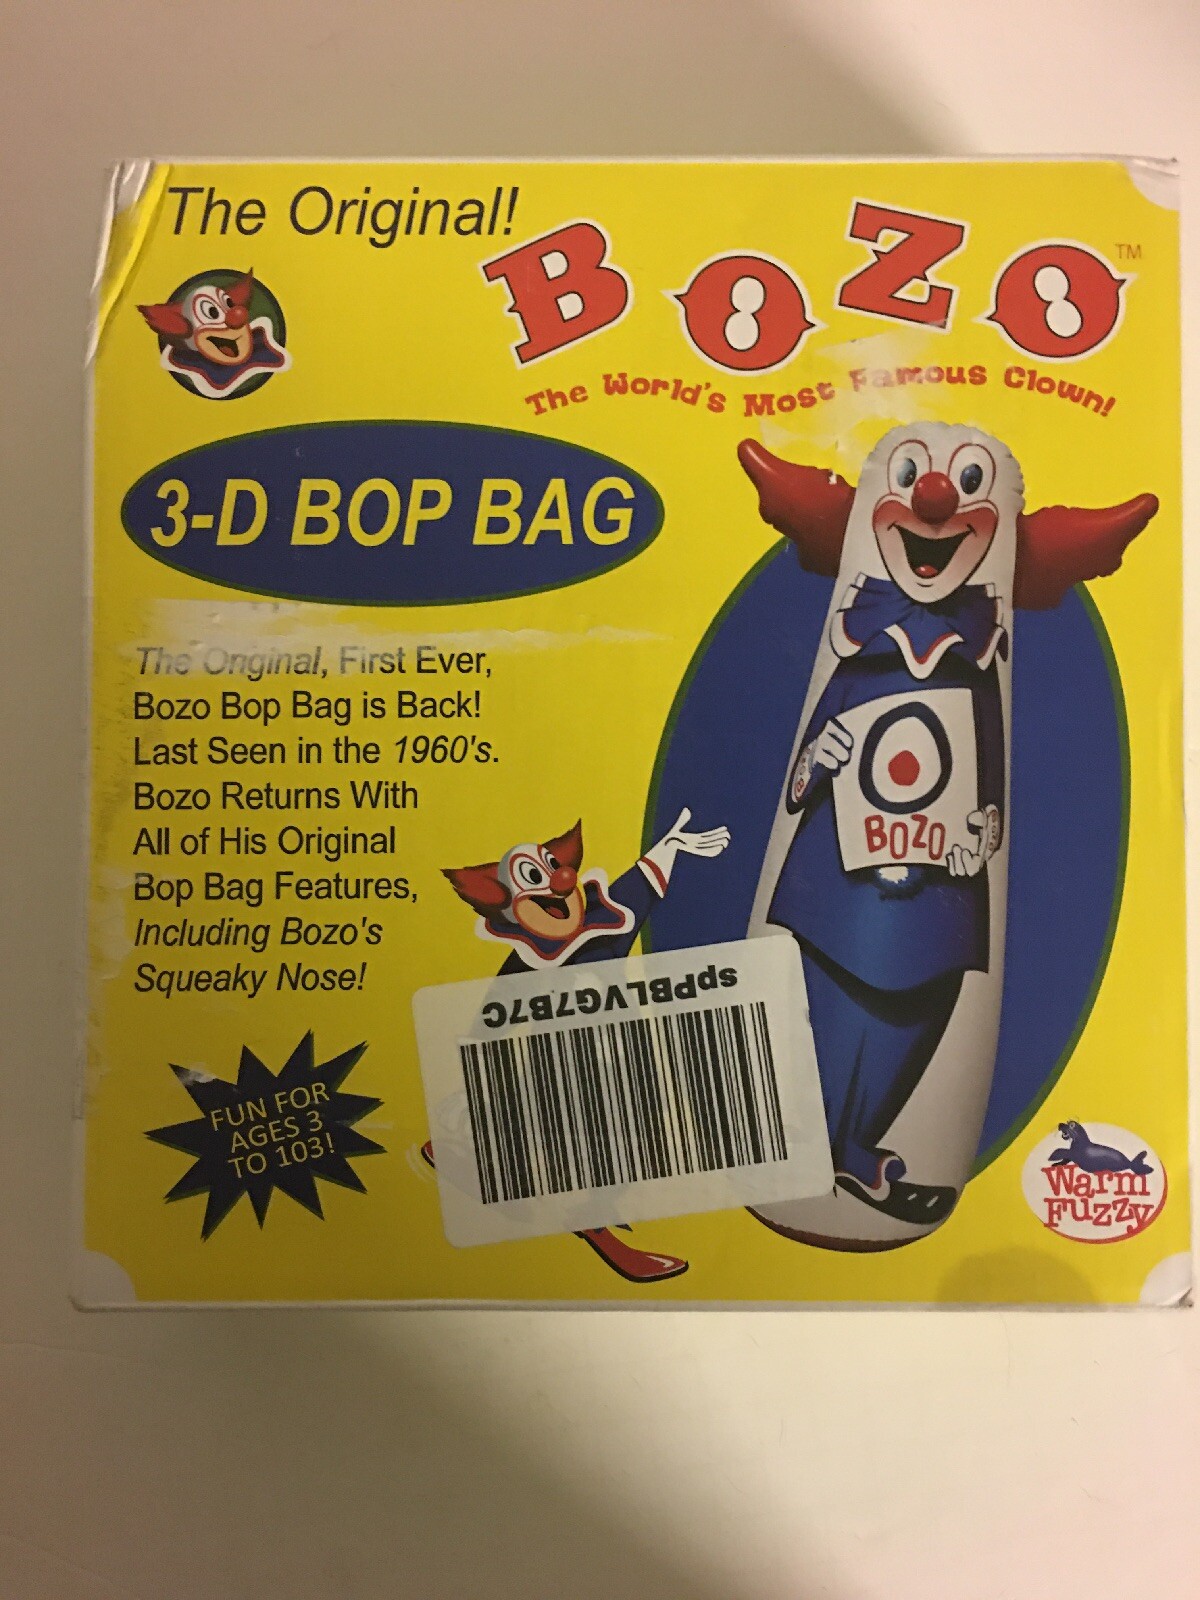 The Original!
BOZO™
The World's Most Famous Clown!
3-D BOP BAG
The Original, First Ever,
Bozo Bop Bag is Back!
Last Seen in the 1960's.
Bozo Returns With
All of His Original
Bop Bag Features,
Including Bozo's
Squeaky Nose!
BOZO
spPBLVG7B7C
FUN FOR
AGES 3
TO 103!
Warm
Fuzzy